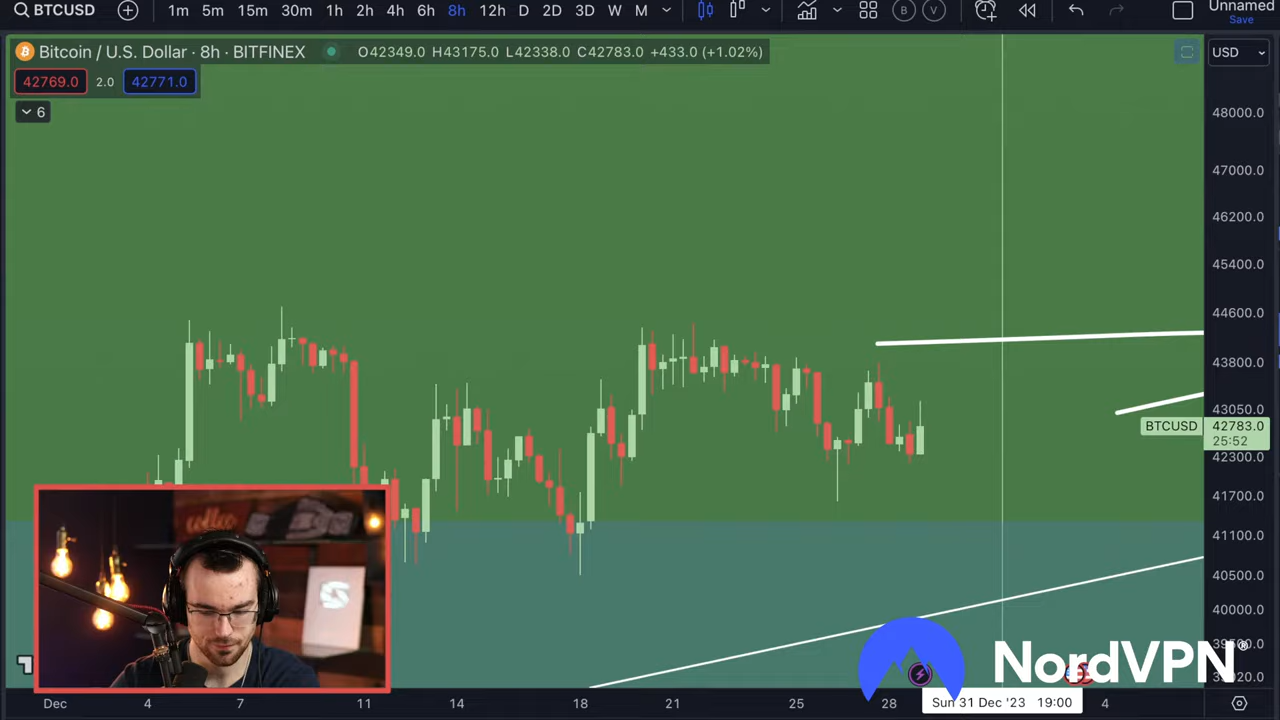 BTCUSD 1m 5m 15m 30m 1h 2h 4h 6h 8h 12h D 2D 3D W M B V Unnamed
Save
Bitcoin / U.S. Dollar · 8h · BITFINEX O42349.0 H43175.0 L42338.0 C42783.0 +433.0 (+1.02%) USD
42769.0 2.0 42771.0
6
48000.0
47000.0
46200.0
45400.0
44600.0
43800.0
43050.0
BTCUSD 42783.0
25:52
42300.0
41700.0
41100.0
40500.0
40000.0
coffee
NordVPN®
Dec 4 7 11 14 18 21 25 28 Sun 31 Dec '23 19:00 4